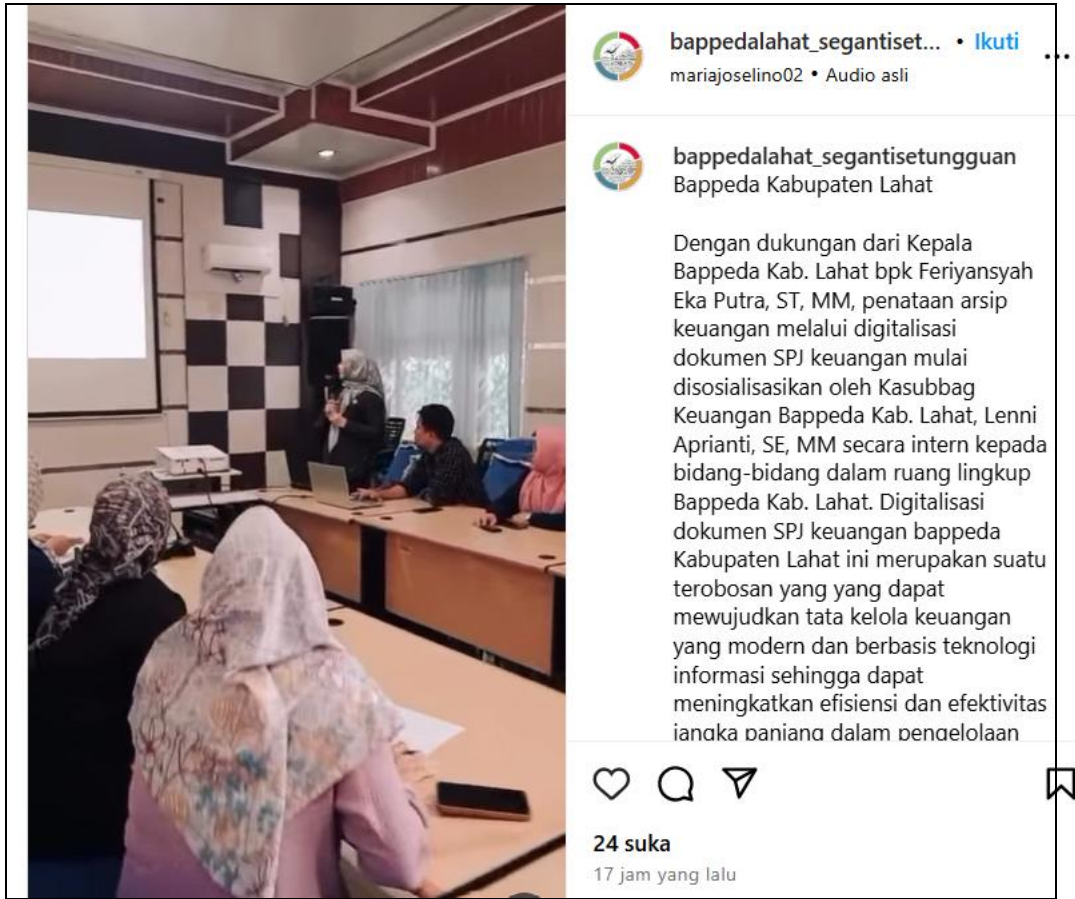 bappedalahat_segantiset... • Ikuti
mariajoselino02 • Audio asli
bappedalahat_segantisetungguan
Bappeda Kabupaten Lahat
Dengan dukungan dari Kepala
Bappeda Kab. Lahat bpk Feriyansyah
Eka Putra, ST, MM, penataan arsip
keuangan melalui digitalisasi
dokumen SPJ keuangan mulai
disosialisasikan oleh Kasubbag
Keuangan Bappeda Kab. Lahat, Lenni
Aprianti, SE, MM secara intern kepada
bidang-bidang dalam ruang lingkup
Bappeda Kab. Lahat. Digitalisasi
dokumen SPJ keuangan bappeda
Kabupaten Lahat ini merupakan suatu
terobosan yang yang dapat
mewujudkan tata kelola keuangan
yang modern dan berbasis teknologi
informasi sehingga dapat
meningkatkan efisiensi dan efektivitas
jangka panjang dalam pengelolaan
24 suka
17 jam yang lalu